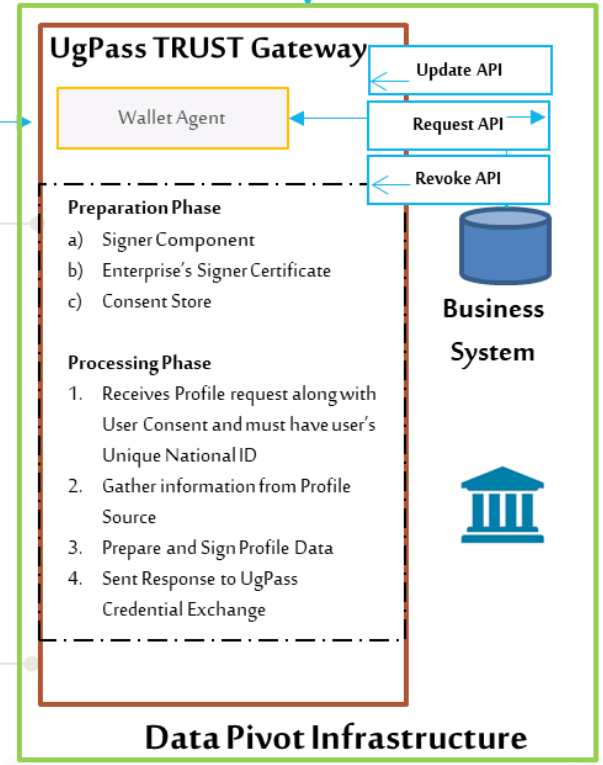 UgPass TRUST Gateway
Update API
Wallet Agent
Request API
Revoke API
Preparation Phase
a) Signer Component
b) Enterprise's Signer Certificate
c) Consent Store
Business
System
Processing Phase
1. Receives Profile request along with
User Consent and must have user's
Unique National ID
2. Gather information from Profile
Source
3. Prepare and Sign Profile Data
4. Sent Response to UgPass
Credential Exchange
Data Pivot Infrastructure